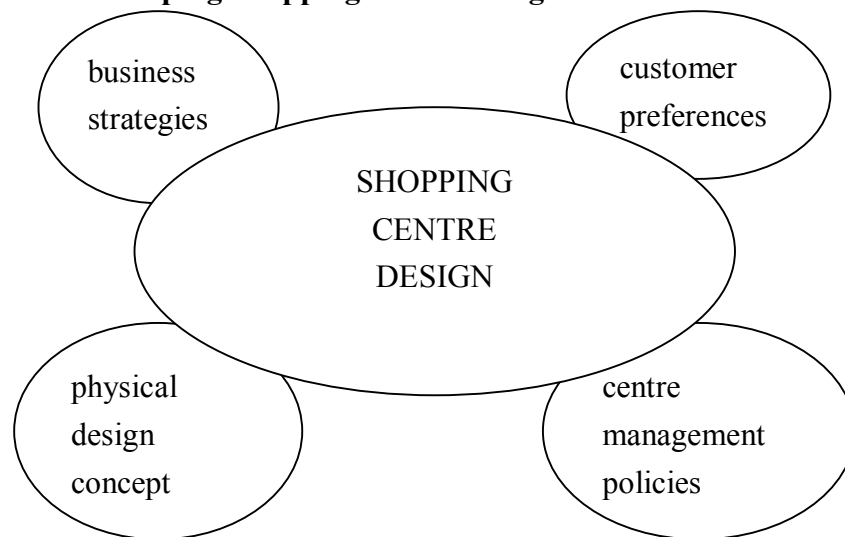 business
strategies
customer
preferences
SHOPPING
CENTRE
DESIGN
physical
design
concept
centre
management
policies